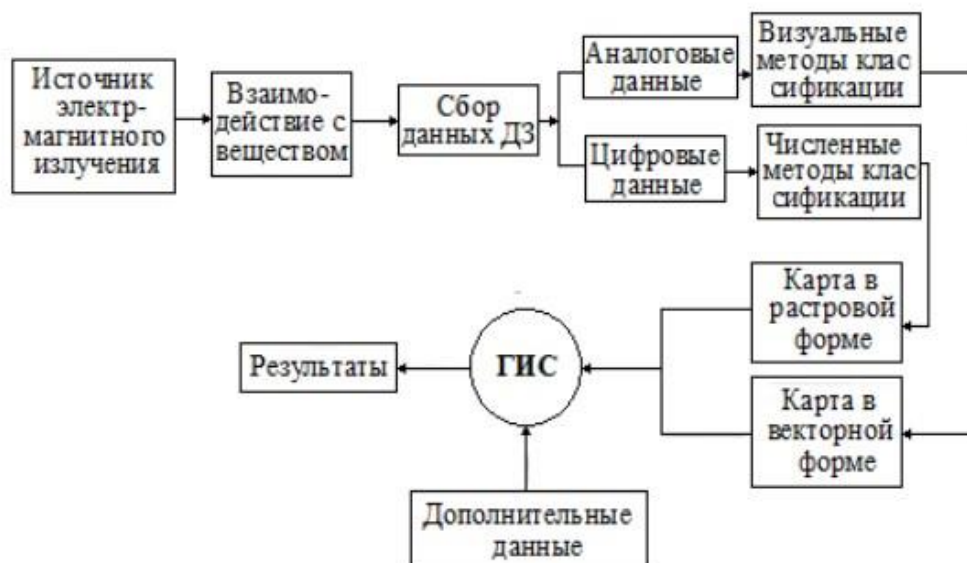 Источник
электр-
магнитного
излучения
Взаимо-
действие с
веществом
Сбор
данных ДЗ
Аналоговые
данные
Визуальные
методы клас
сификации
Цифровые
данные
Численные
методы клас
сификации
Карта в
растровой
форме
Карта в
векторной
форме
ГИС
Результаты
Дополнительные
данные